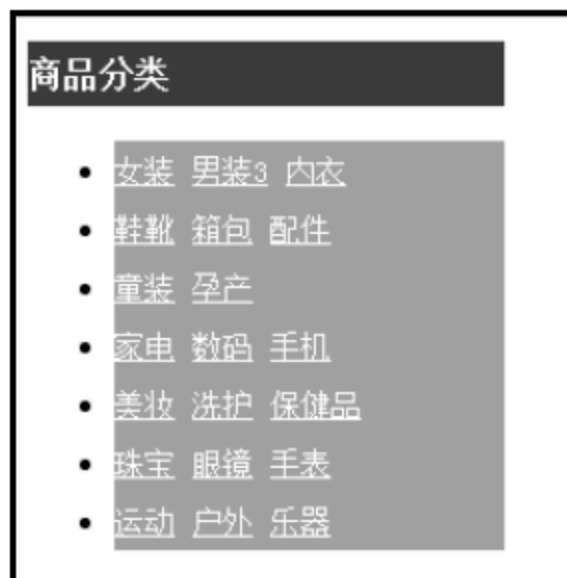 商品分类
女装 男装3 内衣
鞋靴 箱包 配件
童装 孕产
家电 数码 手机
美妆 洗护 保健品
珠宝 眼镜 手表
运动 户外 乐器